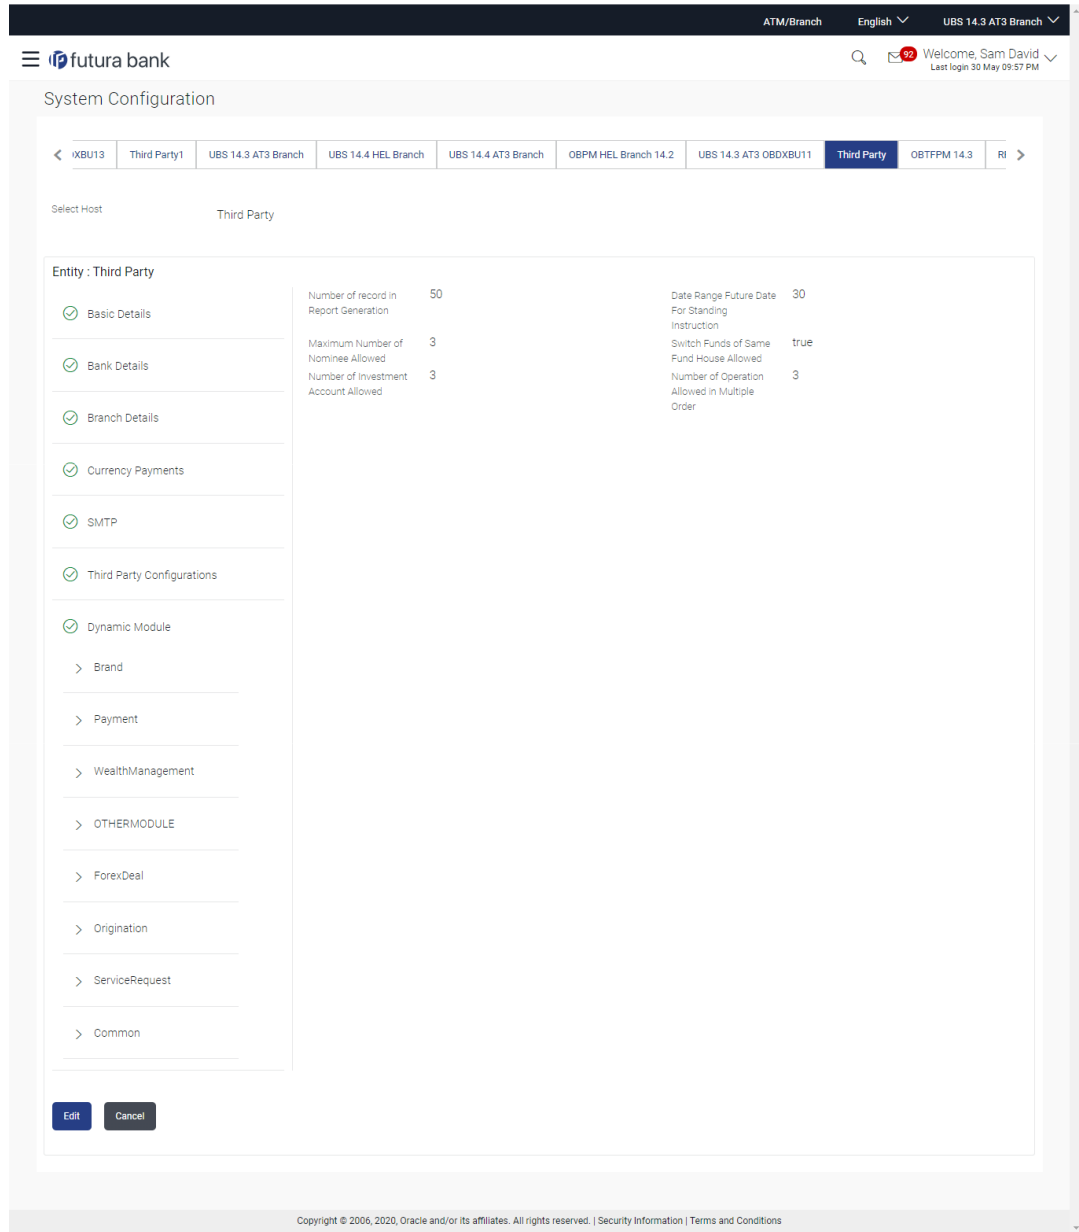 ATM/Branch English UBS 14.3 AT3 Branch
futura bank 92 Welcome, Sam David
Last login 30 May 09:57 PM
System Configuration
XBU13 Third Party1 UBS 14.3 AT3 Branch UBS 14.4 HEL Branch UBS 14.4 AT3 Branch OBPM HEL Branch 14.2 UBS 14.3 AT3 OBDXBU11 Third Party OBTFPM 14.3
Select Host Third Party
Entity : Third Party
Basic Details
Bank Details
Branch Details
Currency Payments
SMTP
Third Party Configurations
Dynamic Module
Brand
Payment
WealthManagement
OTHERMODULE
ForexDeal
Origination
ServiceRequest
Common
Number of record in 50
Report Generation
Date Range Future Date 30
For Standing
Instruction
Maximum Number of 3
Nominee Allowed
Switch Funds of Same true
Fund House Allowed
Number of Investment 3
Account Allowed
Number of Operation 3
Allowed in Multiple
Order
Edit Cancel
Copyright © 2006, 2020, Oracle and/or its affiliates. All rights reserved. | Security Information | Terms and Conditions